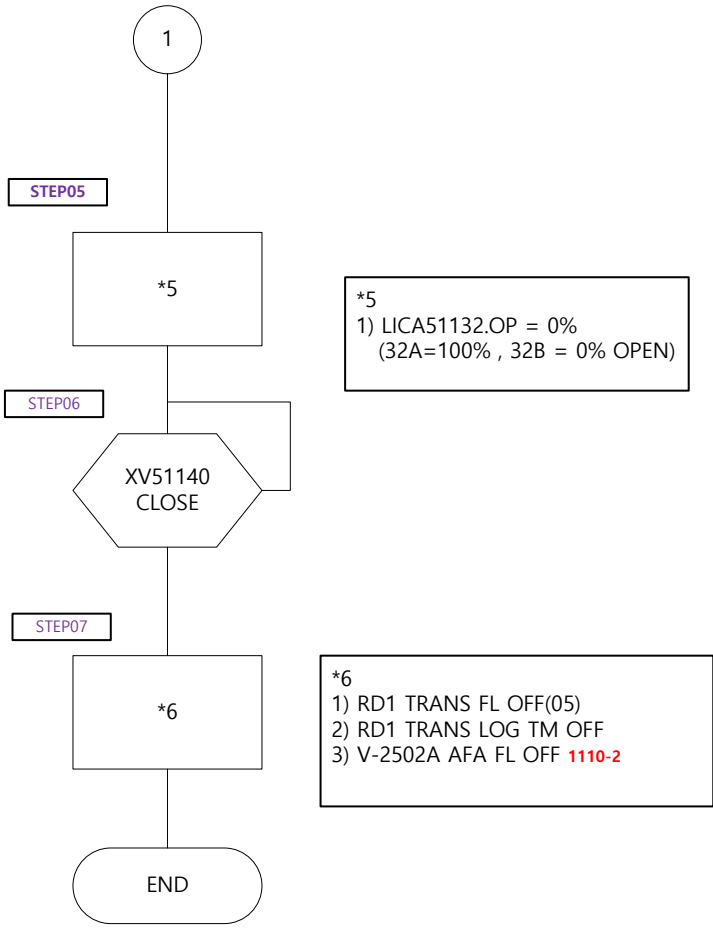 1
STEP05
*5
*5
1) LICA51132.OP = 0%
(32A=100% , 32B = 0% OPEN)
STEP06
XV51140
CLOSE
STEP07
*6
*6
1) RD1 TRANS FL OFF(05)
2) RD1 TRANS LOG TM OFF
3) V-2502A AFA FL OFF 1110-2
END